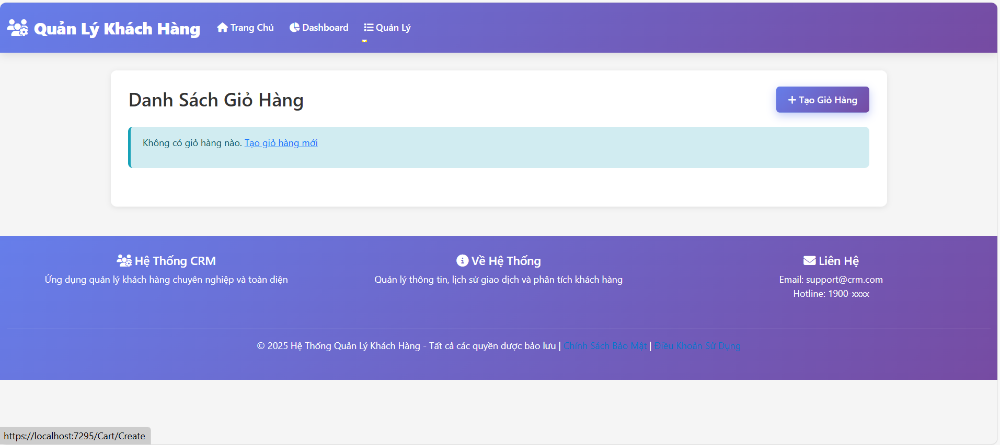 Quản Lý Khách Hàng
Trang Chủ
Dashboard
Quản Lý
Danh Sách Giỏ Hàng
Tạo Giỏ Hàng
Không có giỏ hàng nào. Tạo giỏ hàng mới
Hệ Thống CRM
Ứng dụng quản lý khách hàng chuyên nghiệp và toàn diện
Về Hệ Thống
Quản lý thông tin, lịch sử giao dịch và phân tích khách hàng
Liên Hệ
Email: support@crm.com
Hotline: 1900-xxxx
© 2025 Hệ Thống Quản Lý Khách Hàng - Tất cả các quyền được bảo lưu | Chính Sách Bảo Mật | Điều Khoản Sử Dụng
https://localhost:7295/Cart/Create